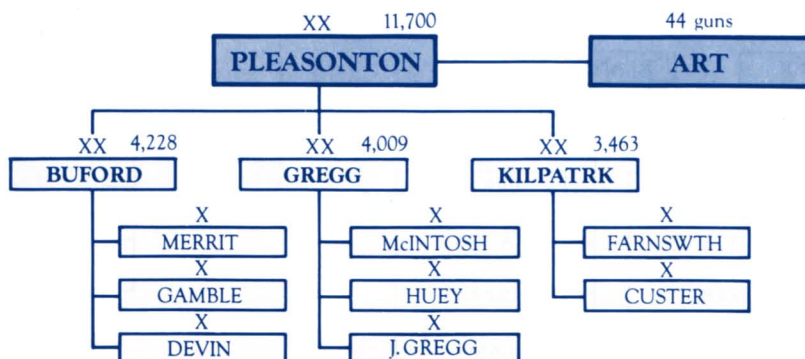 XX 11,700 44 guns
PLEASONTON ART
XX 4,228 XX 4,009 XX 3,463
BUFORD GREGG KILPATRK
X X X
MERRIT McINTOSH FARNSWTH
X X X
GAMBLE HUEY CUSTER
X X
DEVIN J. GREGG